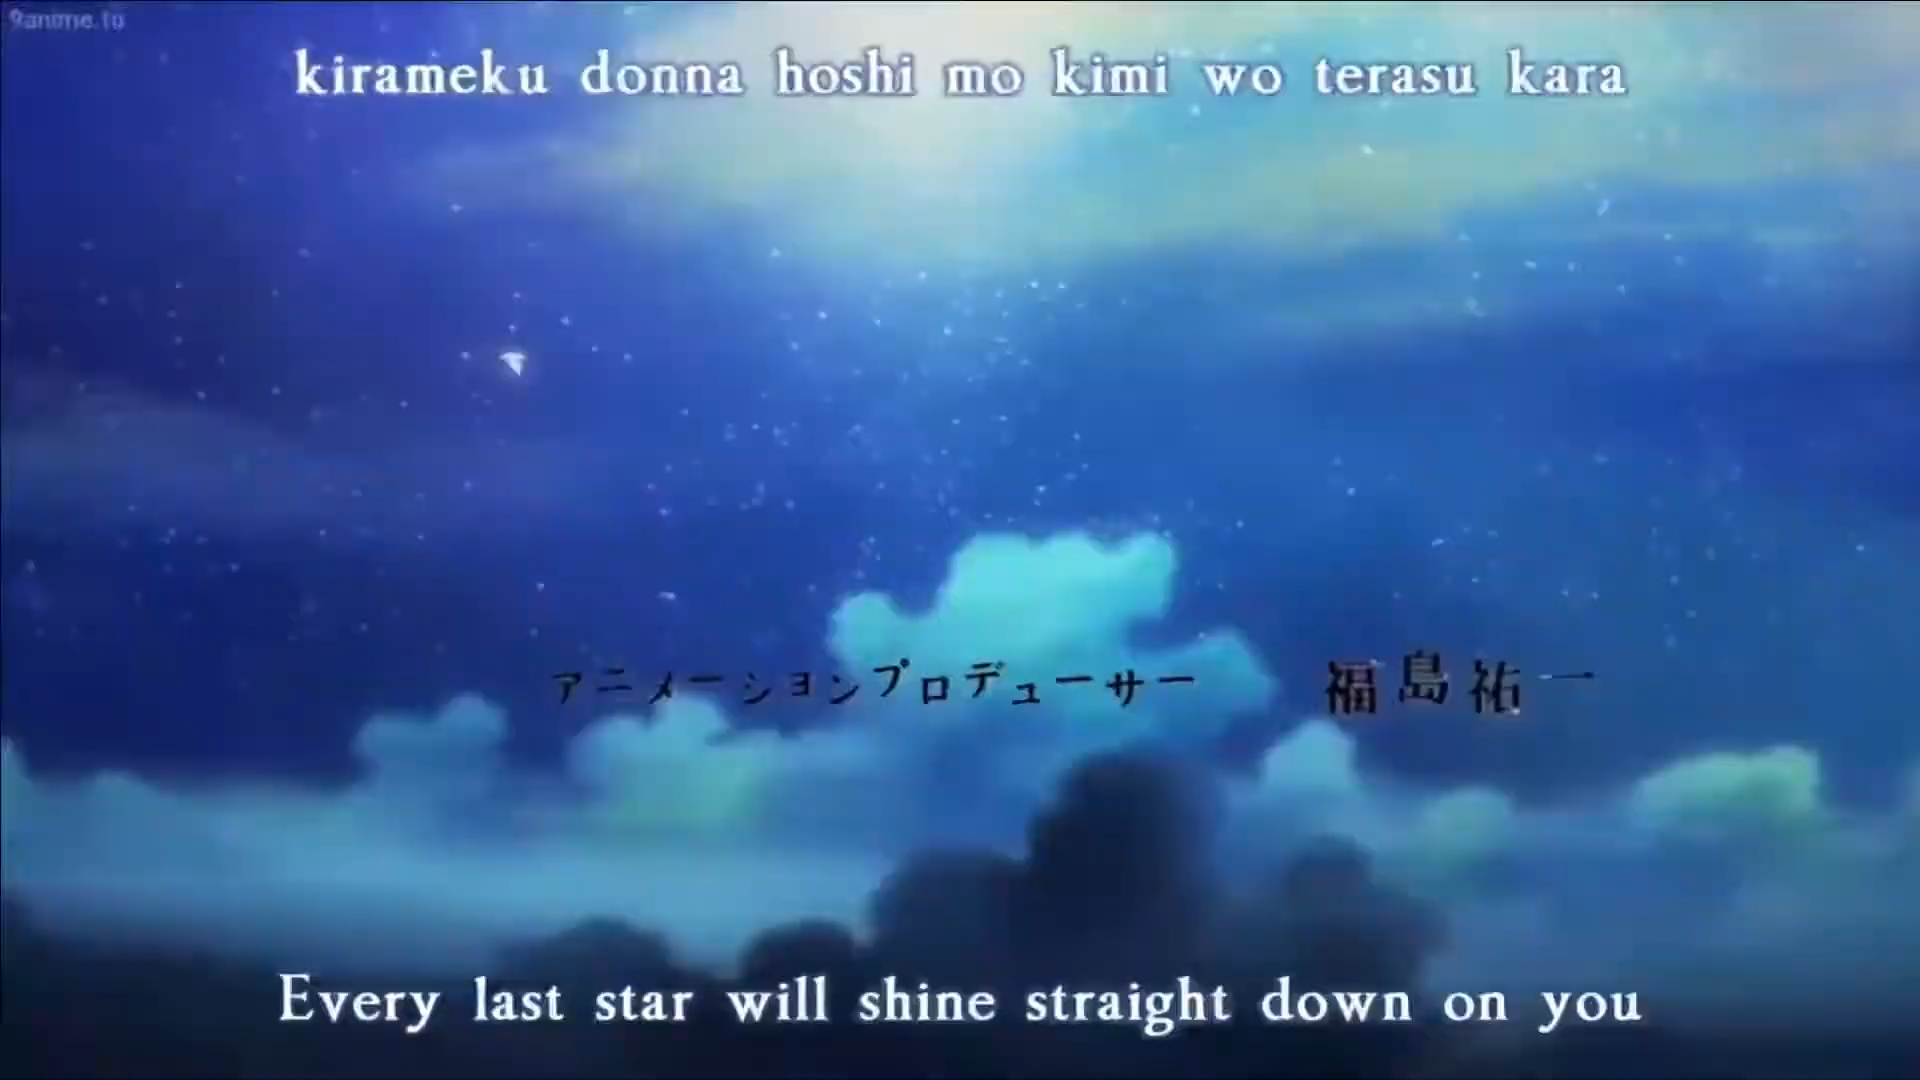 9anime.to
kirameku donna hoshi mo kimi wo terasu kara
アニメーションプロデューサー 福島祐一
Every last star will shine straight down on you